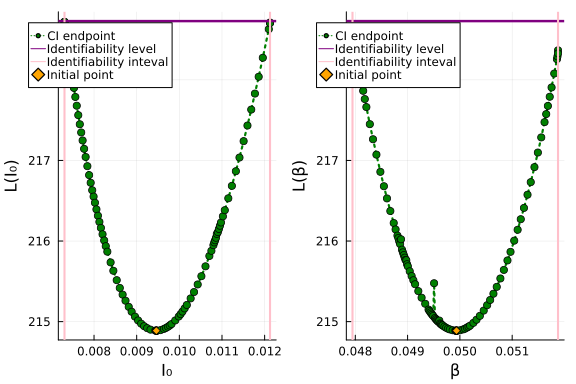 CI endpoint
Identifiability level
Identifiability inteval
Initial point
L(I₀)
217
216
215
0.008
0.009
0.010
0.011
0.012
I₀
CI endpoint
Identifiability level
Identifiability inteval
Initial point
L(β)
217
216
215
0.048
0.049
0.050
0.051
β